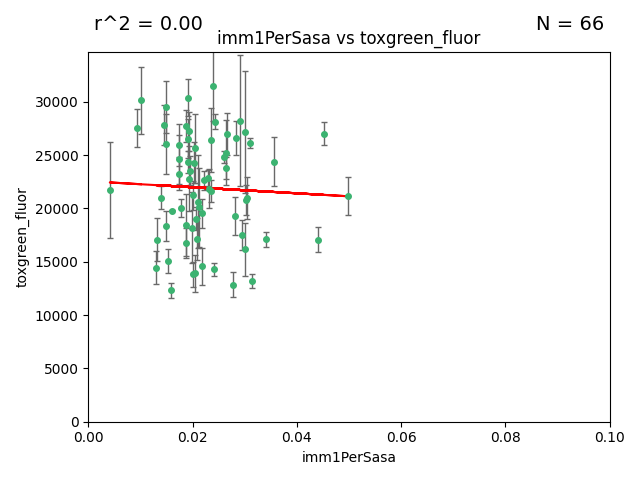 r^2 = 0.00
N = 66
imm1PerSasa vs toxgreen_fluor
30000
25000
20000
15000
10000
5000
0
toxgreen_fluor
0.00
0.02
0.04
0.06
0.08
0.10
imm1PerSasa